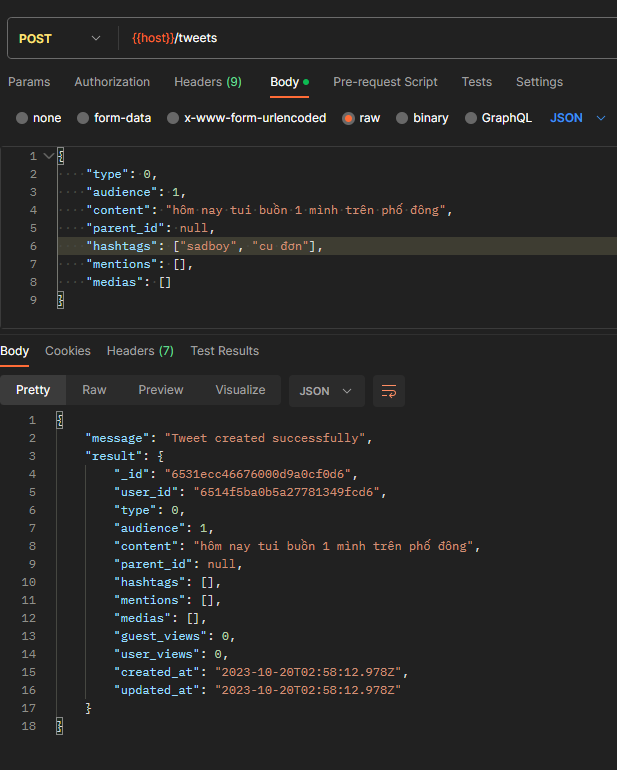 POST {{host}}/tweets
Params Authorization Headers (9) Body Pre-request Script Tests Settings
none form-data x-www-form-urlencoded raw binary GraphQL JSON
1 {
2 "type": 0,
3 "audience": 1,
4 "content": "hôm nay tui buồn 1 mình trên phố đông",
5 "parent_id": null,
6 "hashtags": ["sadboy", "cu đơn"],
7 "mentions": [],
8 "medias": []
9 }
Body Cookies Headers (7) Test Results
Pretty Raw Preview Visualize JSON
1 {
2 "message": "Tweet created successfully",
3 "result": {
4 "_id": "6531ecc46676000d9a0cf0d6",
5 "user_id": "6514f5ba0b5a27781349fcd6",
6 "type": 0,
7 "audience": 1,
8 "content": "hôm nay tui buồn 1 mình trên phố đông",
9 "parent_id": null,
10 "hashtags": [],
11 "mentions": [],
12 "medias": [],
13 "guest_views": 0,
14 "user_views": 0,
15 "created_at": "2023-10-20T02:58:12.978Z",
16 "updated_at": "2023-10-20T02:58:12.978Z"
17 }
18 }